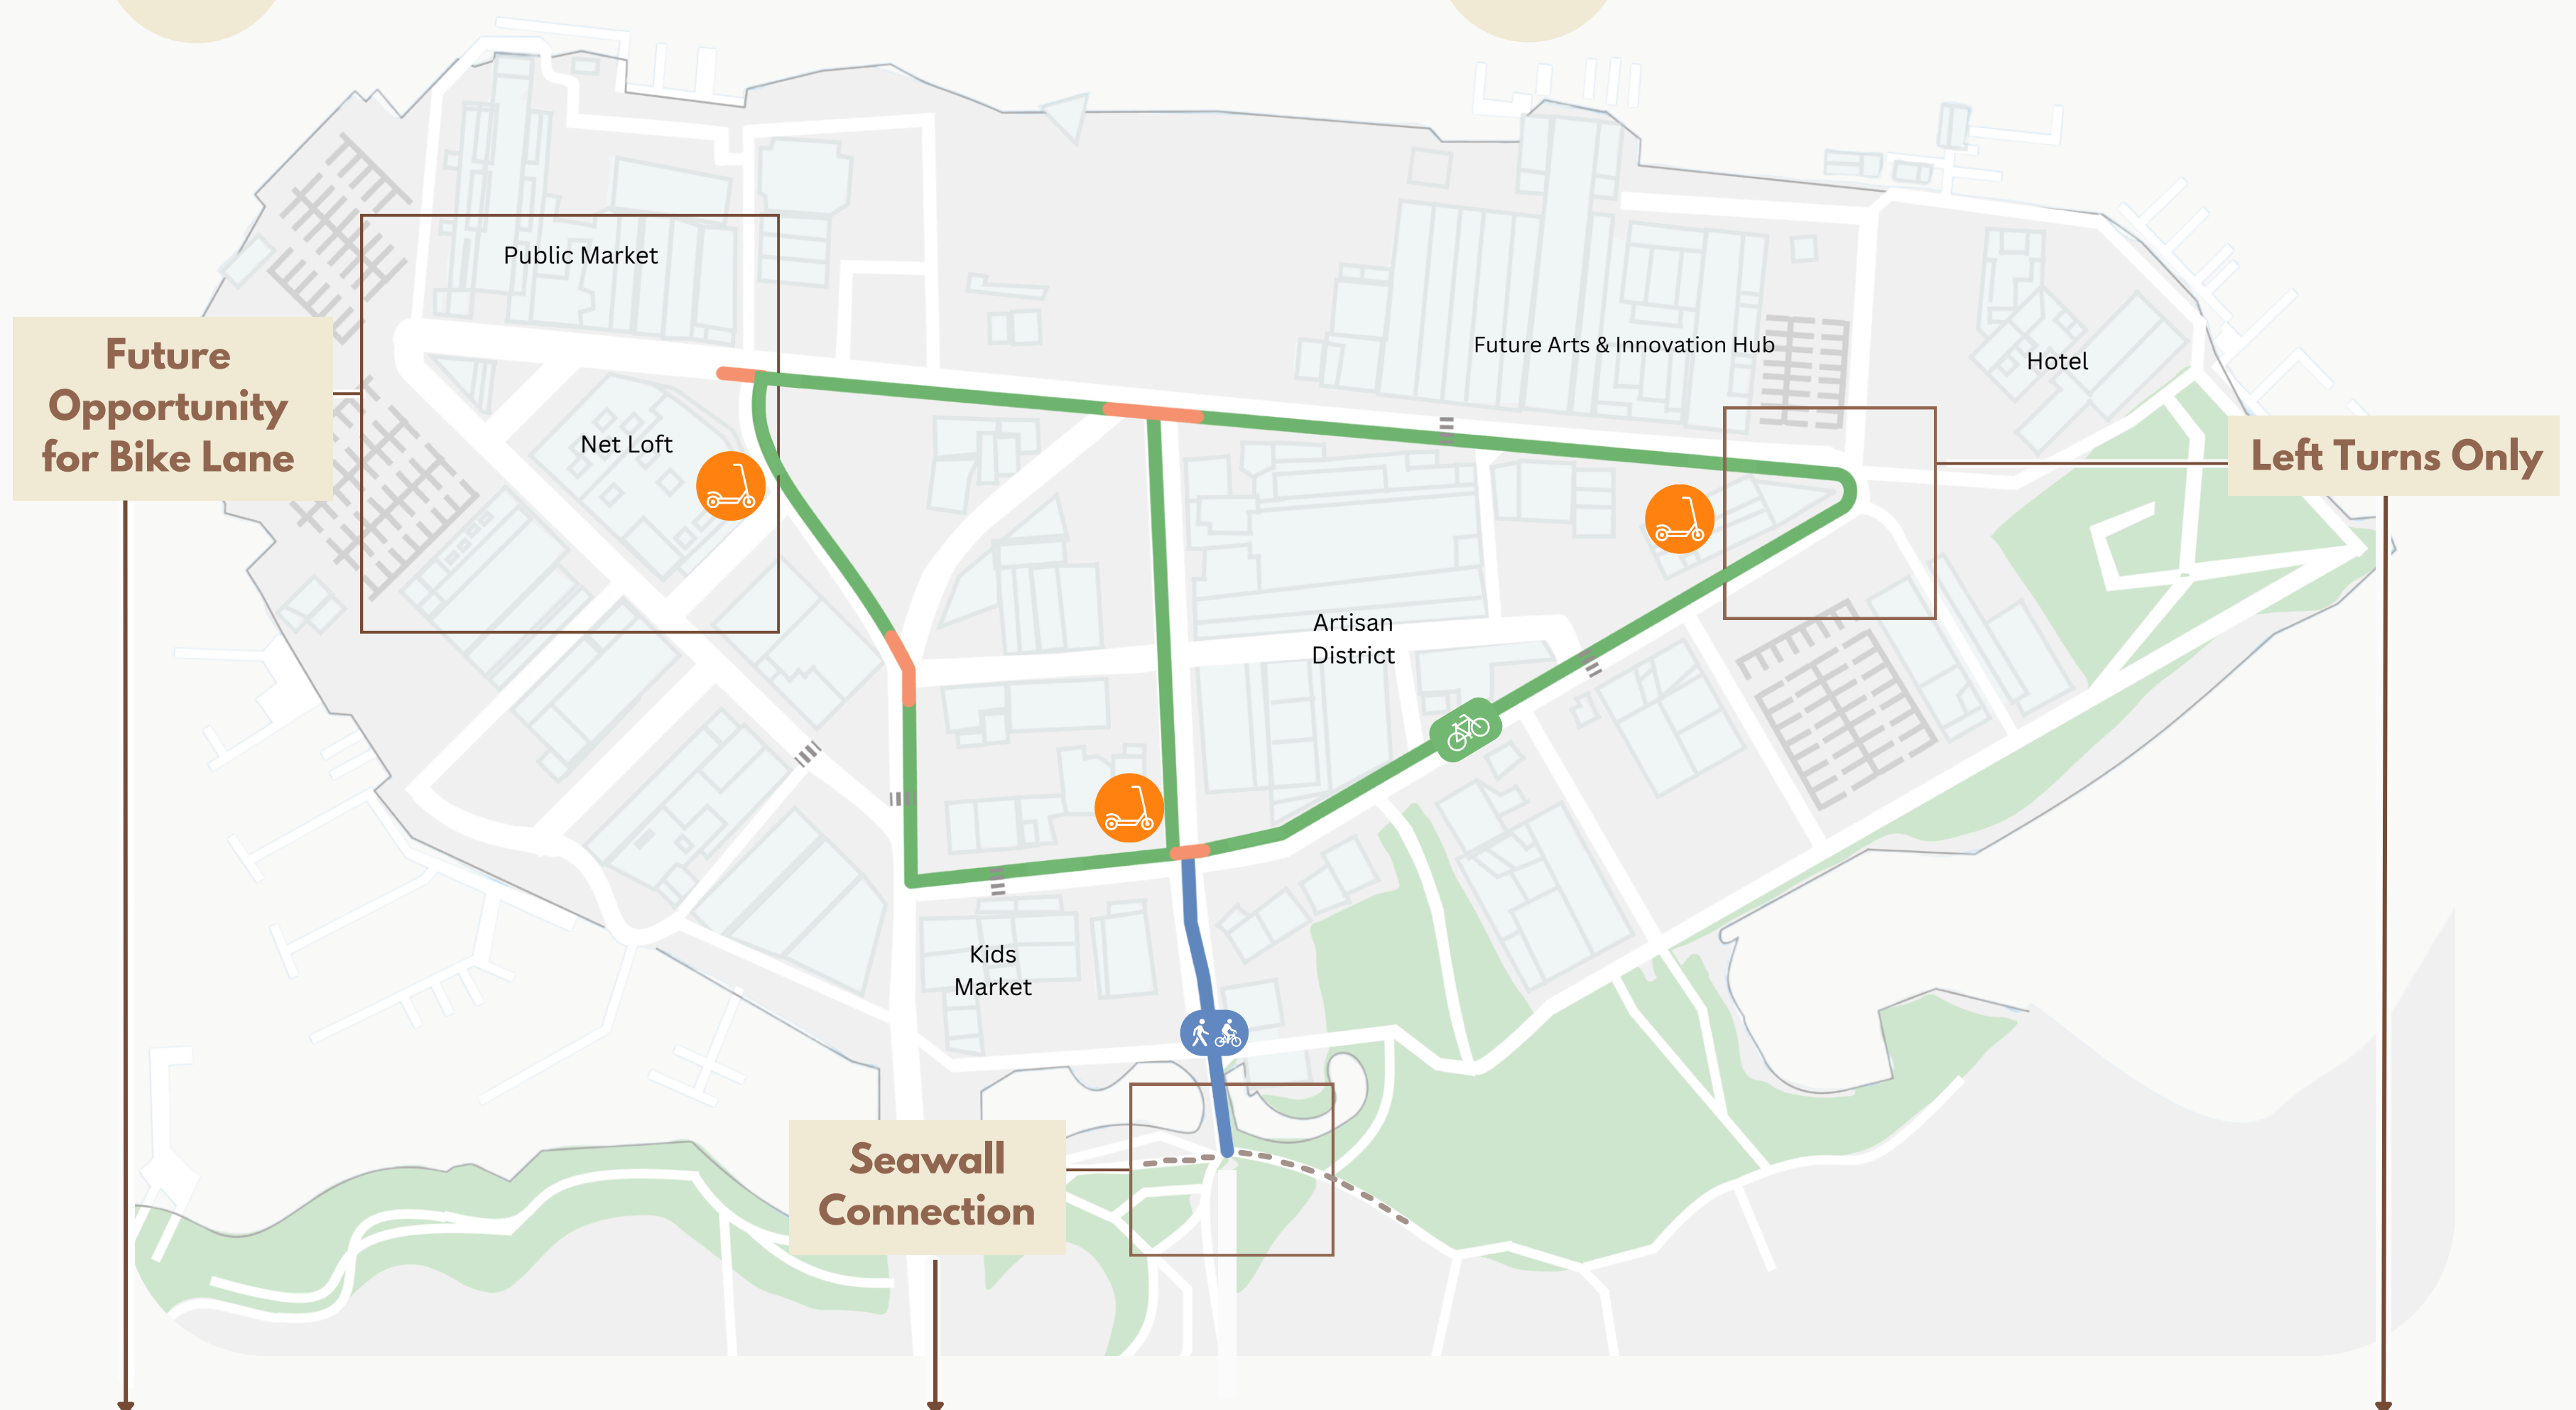 Public Market
Future Arts & Innovation Hub
Hotel
Future
Opportunity
for Bike Lane
Net Loft
Left Turns Only
Artisan
District
Kids
Market
Seawall
Connection